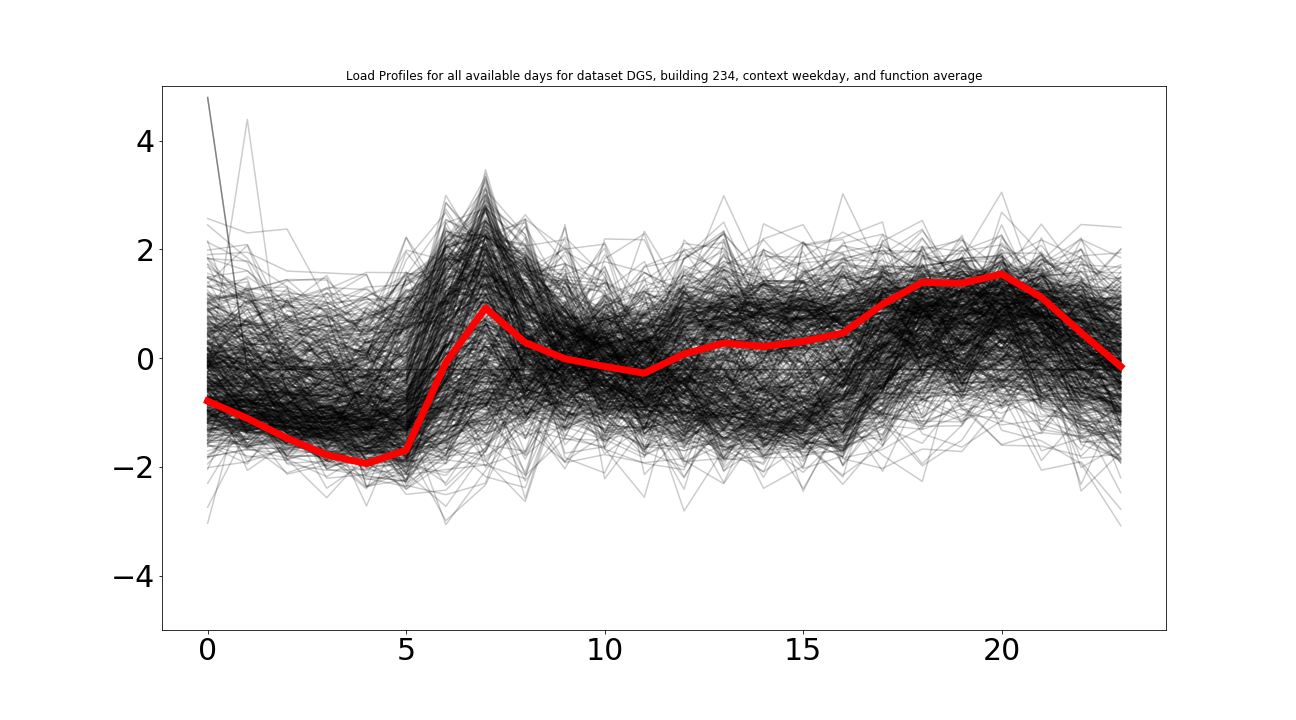 Load Profiles for all available days for dataset DGS, building 234, context weekday, and function average
4
2
0
−2
−4
0 5 10 15 20